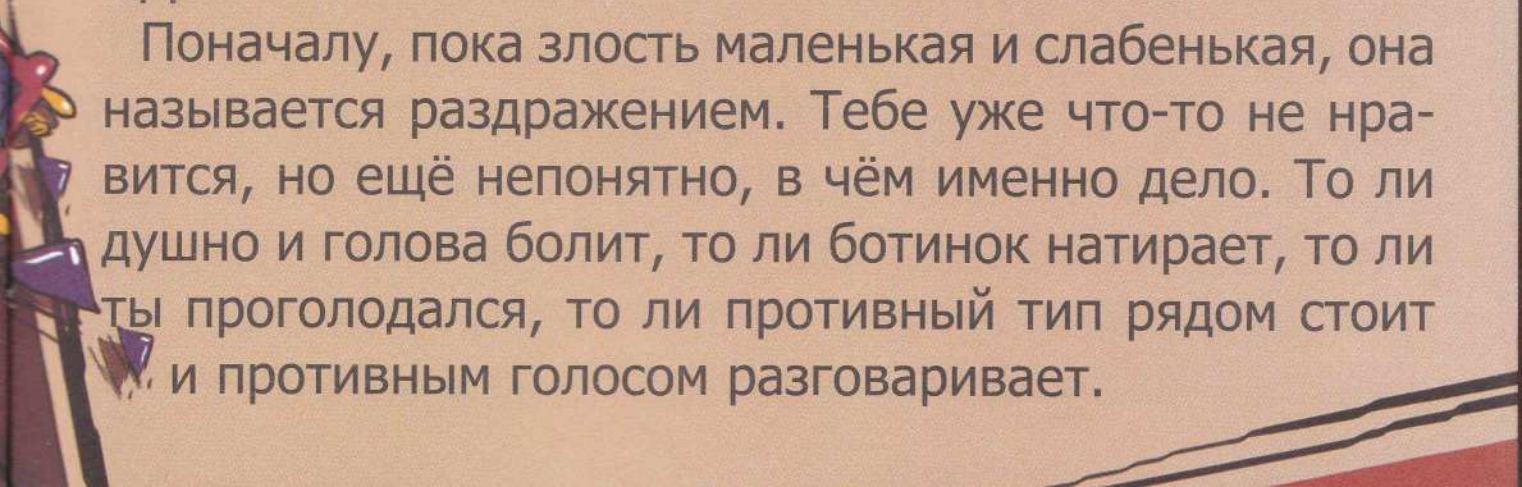 Поначалу, пока злость маленькая и слабенькая, она
называется раздражением. Тебе уже что-то не нра-
вится, но ещё непонятно, в чём именно дело. То ли
душно и голова болит, то ли ботинок натирает, то ли
ты проголодался, то ли противный тип рядом стоит
и противным голосом разговаривает.